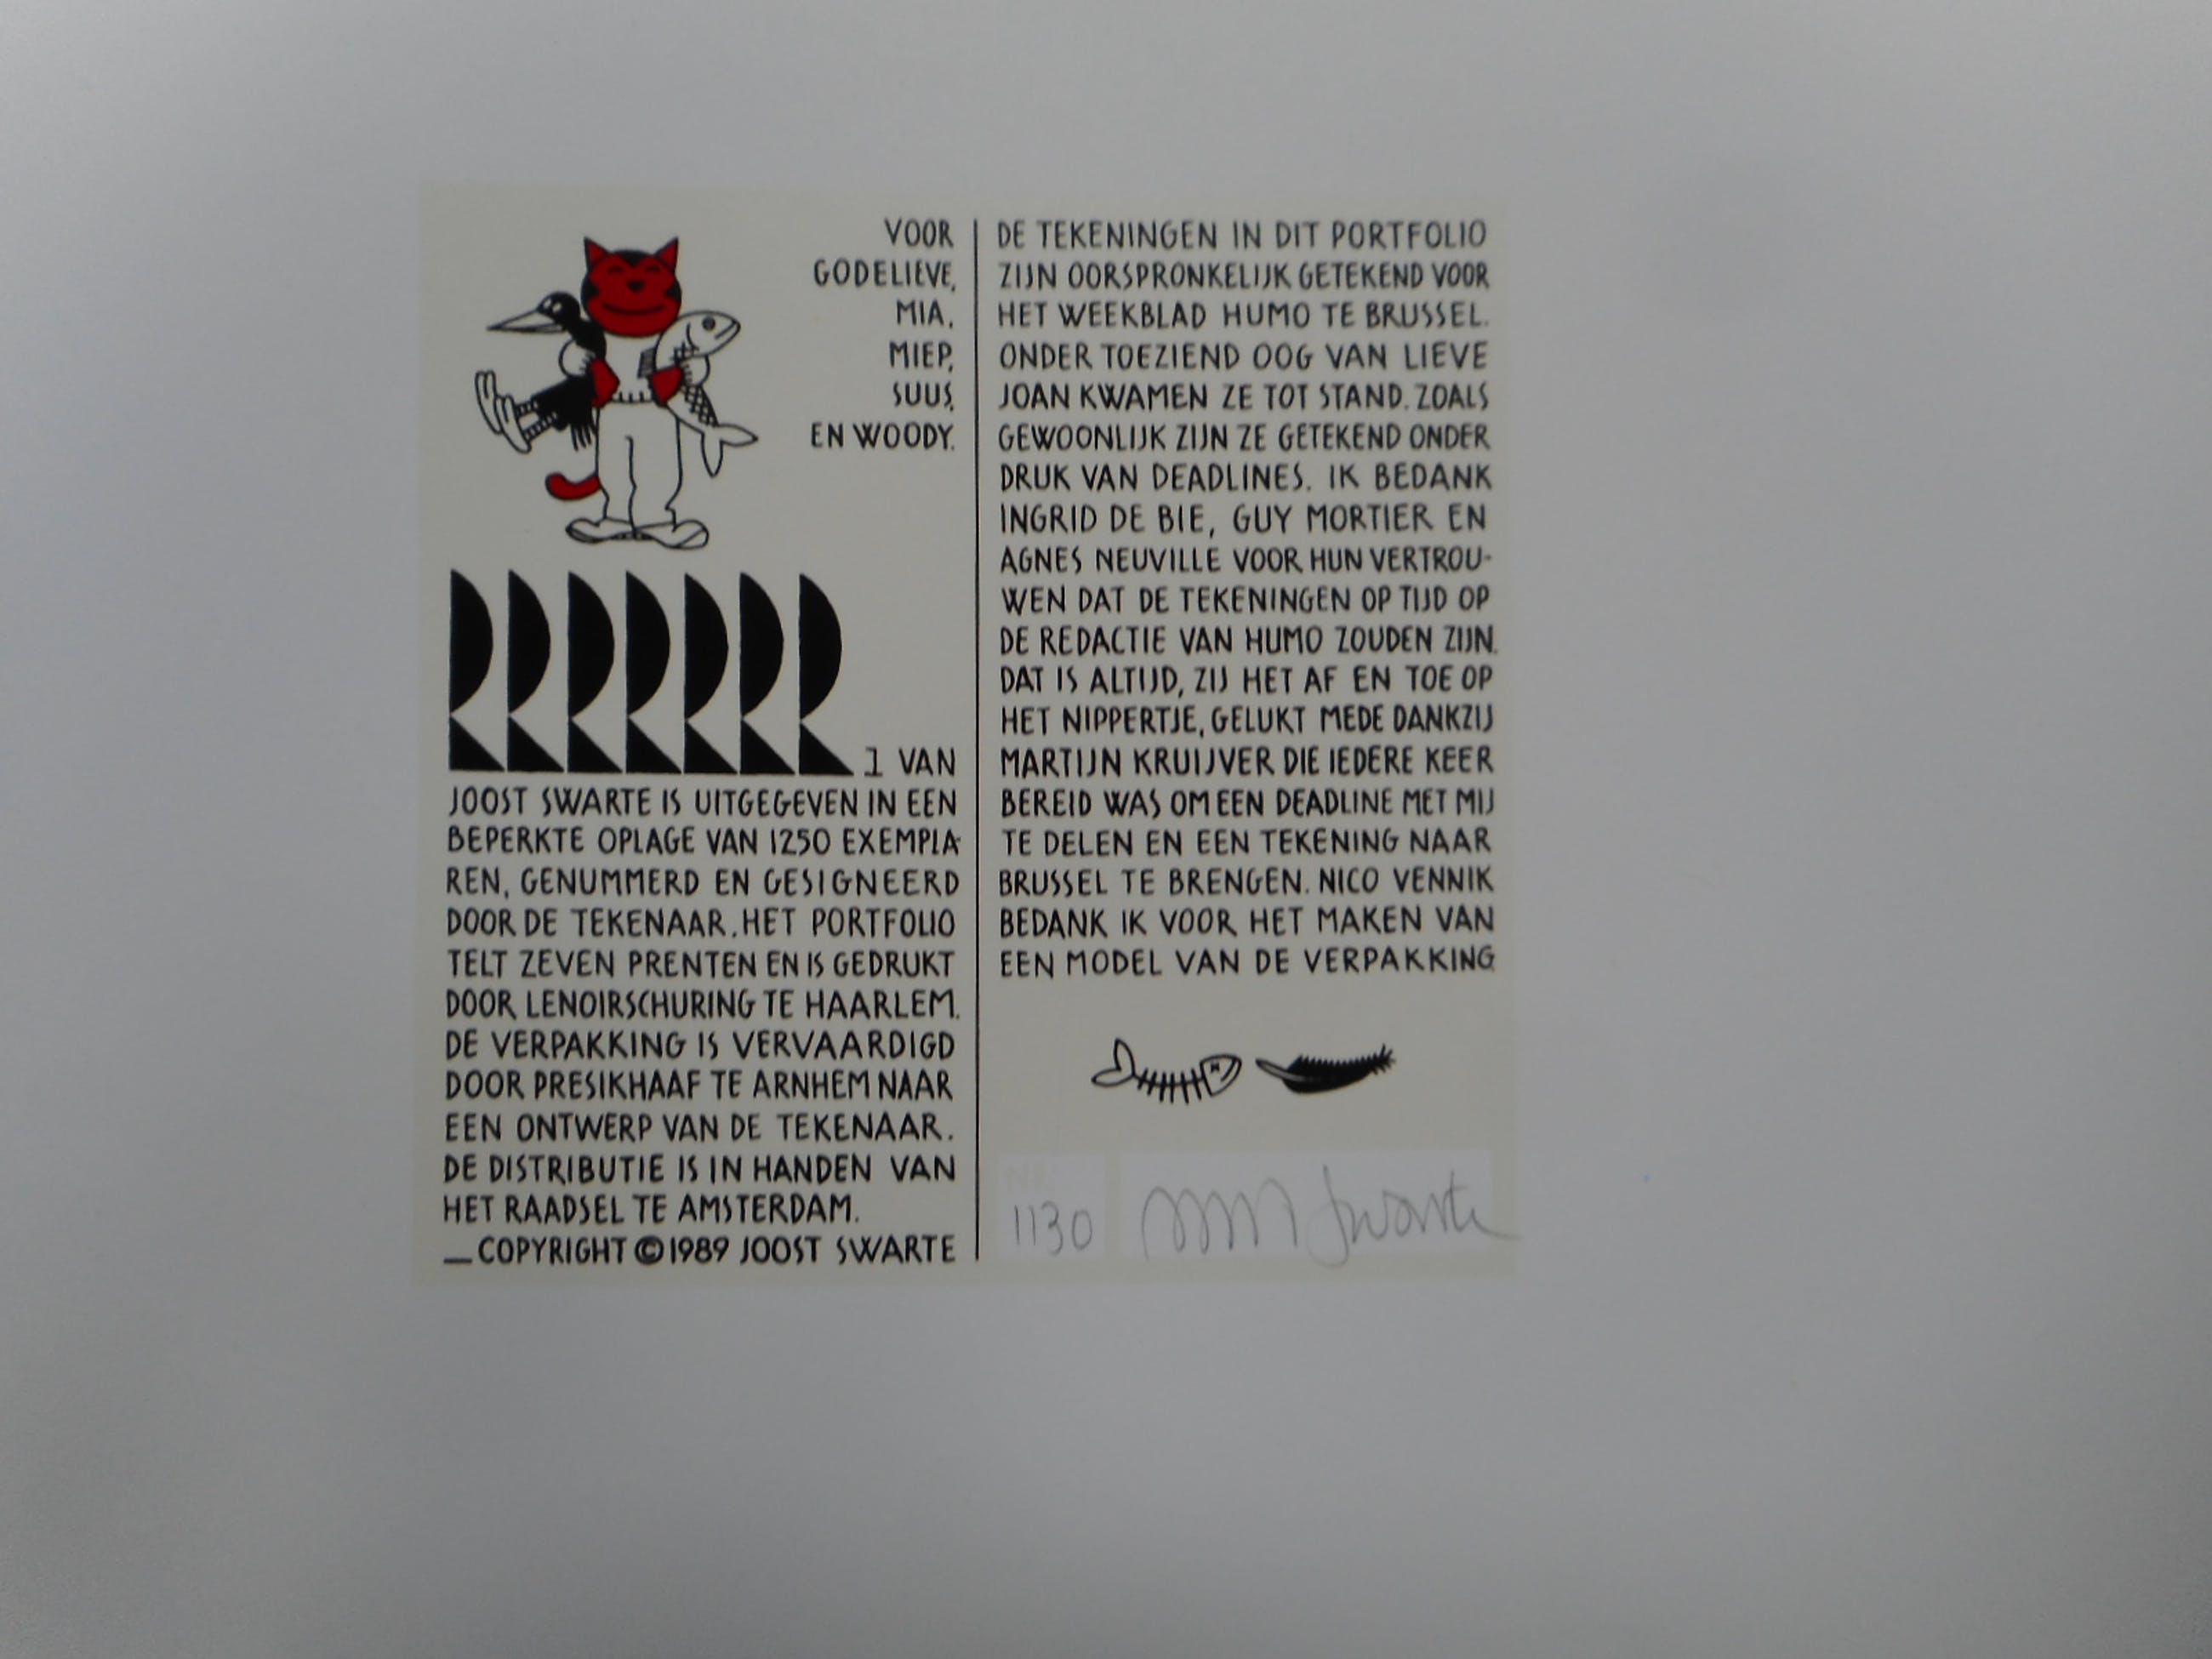 VOOR
GODELIEVE,
MIA,
MIEP,
SUUS,
EN WOODY.
RRRRRRR 1 VAN
JOOST SWARTE IS UITGEGEVEN IN EEN
BEPERKTE OPLAGE VAN 1250 EXEMPLA-
REN, GENUMMERD EN GESIGNEERD
DOOR DE TEKENAAR. HET PORTFOLIO
TELT ZEVEN PRENTEN EN IS GEDRUKT
DOOR LENOIRSCHURING TE HAARLEM.
DE VERPAKKING IS VERVAARDIGD
DOOR PRESIKHAAF TE ARNHEM NAAR
EEN ONTWERP VAN DE TEKENAAR.
DE DISTRIBUTIE IS IN HANDEN VAN
HET RAADSEL TE AMSTERDAM.
_COPYRIGHT © 1989 JOOST SWARTE
DE TEKENINGEN IN DIT PORTFOLIO
ZIJN OORSPRONKELIJK GETEKEND VOOR
HET WEEKBLAD HUMO TE BRUSSEL.
ONDER TOEZIEND OOG VAN LIEVE
JOAN KWAMEN ZE TOT STAND. ZOALS
GEWOONLIJK ZIJN ZE GETEKEND ONDER
DRUK VAN DEADLINES. IK BEDANK
INGRID DE BIE, GUY MORTIER EN
AGNES NEUVILLE VOOR HUN VERTROU-
WEN DAT DE TEKENINGEN OP TIJD OP
DE REDACTIE VAN HUMO ZOUDEN ZIJN.
DAT IS ALTIJD, ZIJ HET AF EN TOE OP
HET NIPPERTJE, GELUKT MEDE DANKZIJ
MARTIJN KRUIJVER DIE IEDERE KEER
BEREID WAS OM EEN DEADLINE MET MIJ
TE DELEN EN EEN TEKENING NAAR
BRUSSEL TE BRENGEN. NICO VENNIK
BEDANK IK VOOR HET MAKEN VAN
EEN MODEL VAN DE VERPAKKING
NR.
1130 Swarte